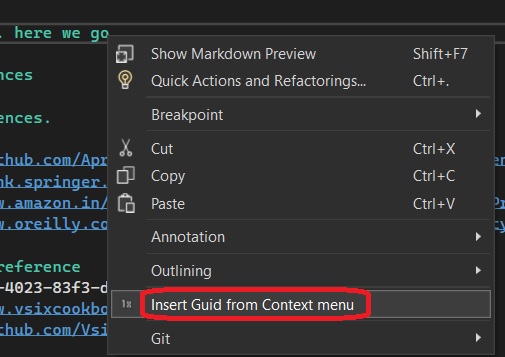 . here we go
Show Markdown Preview Shift+F7
nces
Quick Actions and Refactorings... Ctrl+.
ences. Breakpoint
Cut Ctrl+X
thub.com/Apr
nk.springer. Copy Ctrl+C
w.amazon.in/ Paste Ctrl+V
w.oreilly.co
Annotation
reference Outlining
-4023-83f3-d
w.vsixcookbo Insert Guid from Context menu
thub.com/Vsi Git